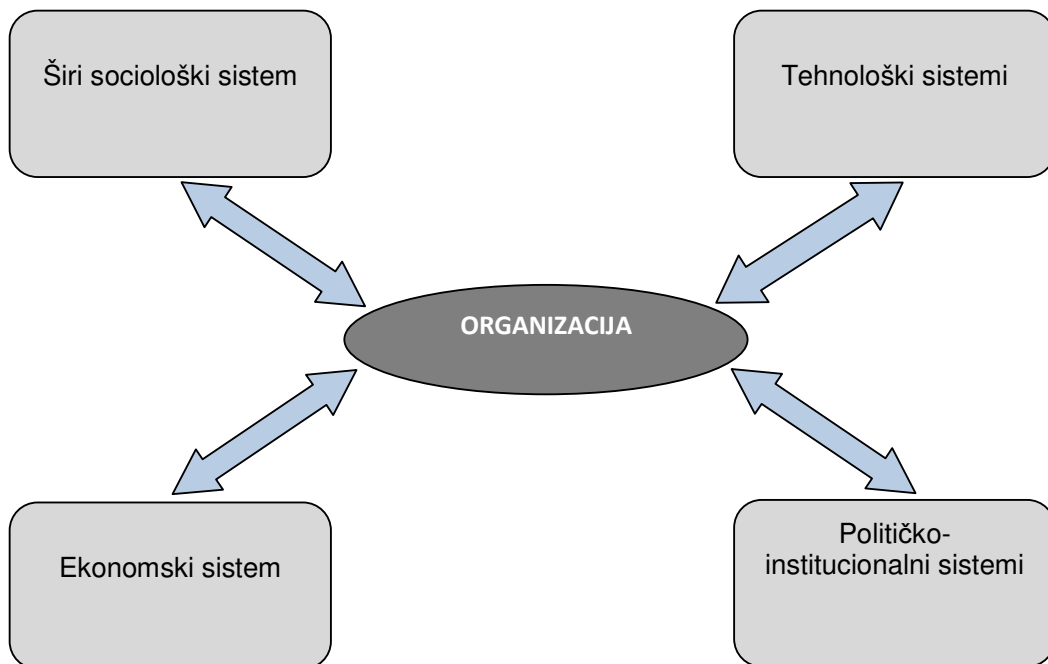 Širi sociološki sistem
Tehnološki sistemi
ORGANIZACIJA
Ekonomski sistem
Političko-
institucionalni sistemi